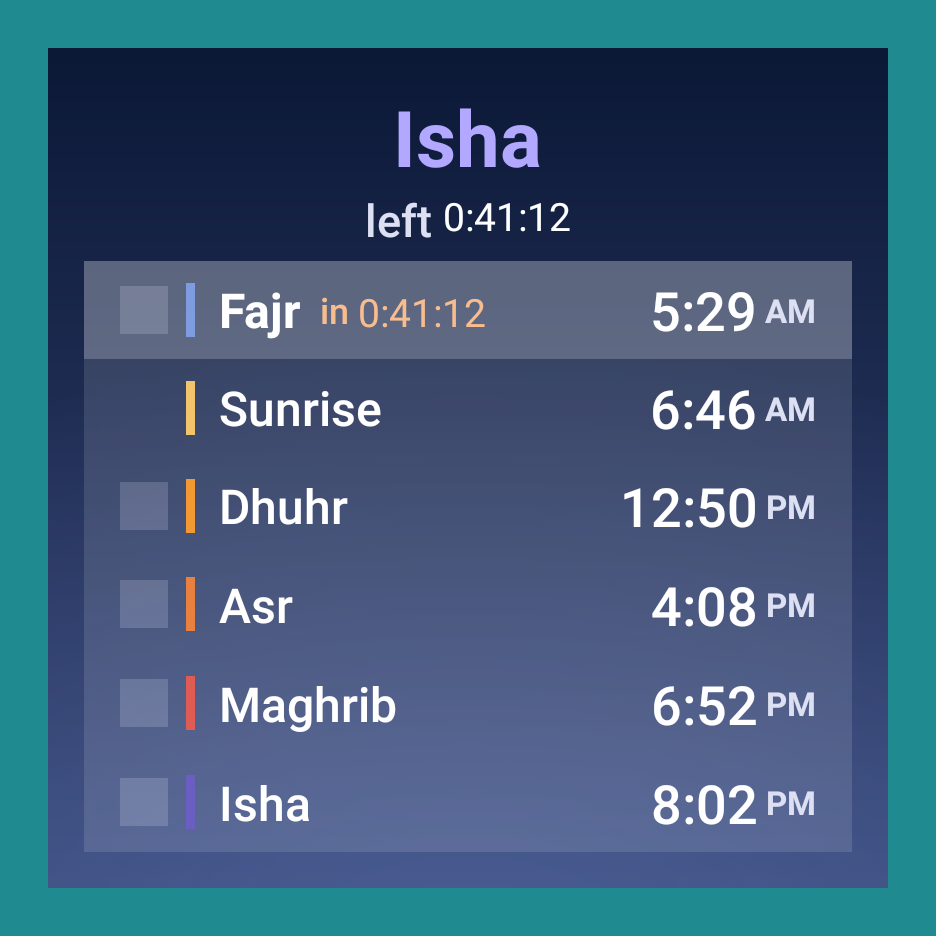 Isha
left 0:41:12
Fajr in 0:41:12 5:29 AM
Sunrise 6:46 AM
Dhuhr 12:50 PM
Asr 4:08 PM
Maghrib 6:52 PM
Isha 8:02 PM